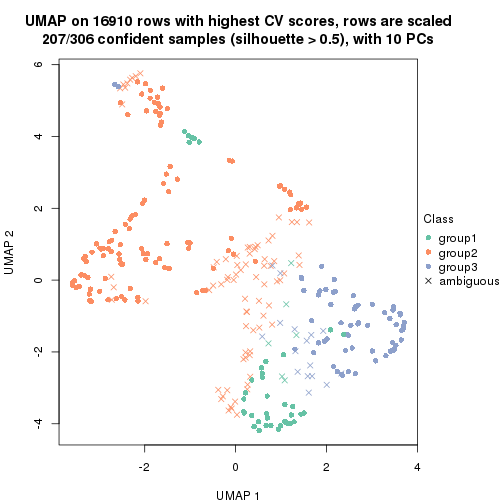 UMAP on 16910 rows with highest CV scores, rows are scaled
207/306 confident samples (silhouette > 0.5), with 10 PCs
6
4
2
0
-2
-4
UMAP 2
-2
0
2
4
UMAP 1
Class
group1
group2
group3
ambiguous